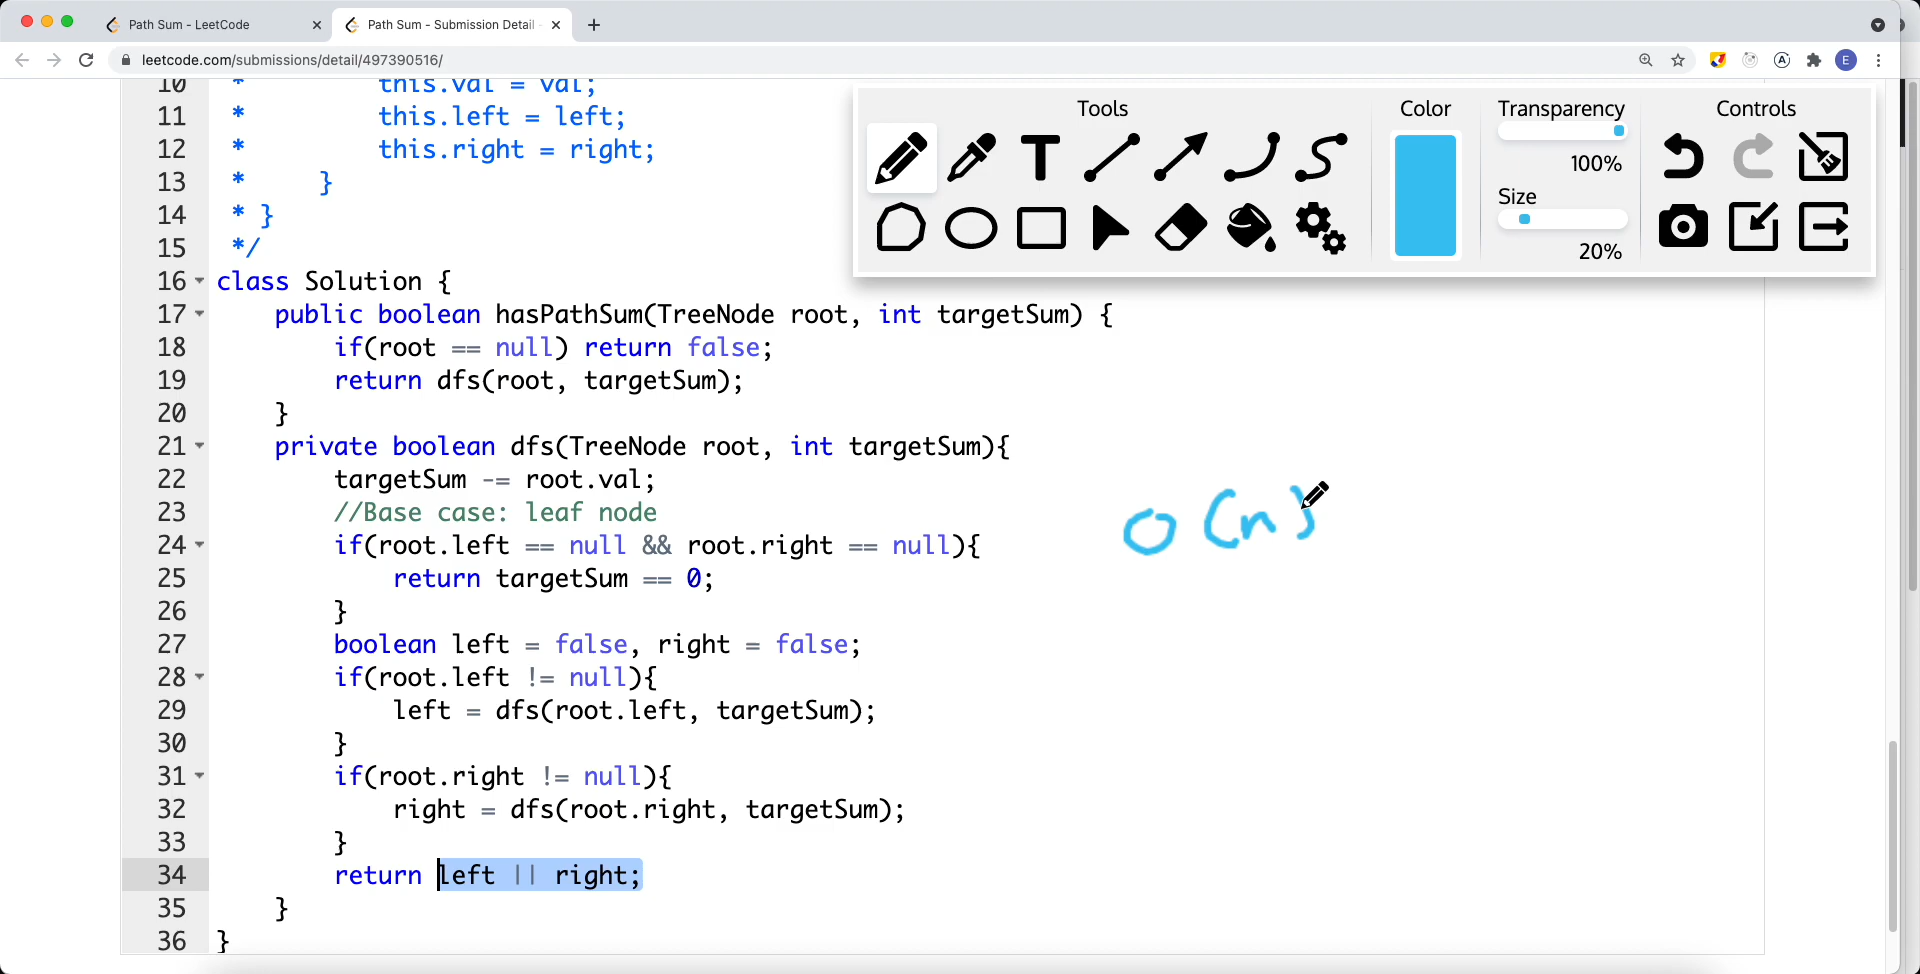 Path Sum - LeetCode
Path Sum - Submission Detail -
leetcode.com/submissions/detail/497390516/
E
Tools
Color
Transparency
Controls
100%
Size
20%
10 * this.val = val;
11 * this.left = left;
12 * this.right = right;
13 * }
14 * }
15 */
16 class Solution {
17 public boolean hasPathSum(TreeNode root, int targetSum) {
18 if(root == null) return false;
19 return dfs(root, targetSum);
20 }
21 private boolean dfs(TreeNode root, int targetSum){
22 targetSum -= root.val;
23 //Base case: leaf node
24 if(root.left == null && root.right == null){
25 return targetSum == 0;
26 }
27 boolean left = false, right = false;
28 if(root.left != null){
29 left = dfs(root.left, targetSum);
30 }
31 if(root.right != null){
32 right = dfs(root.right, targetSum);
33 }
34 return left || right;
35 }
36 }
O(n)